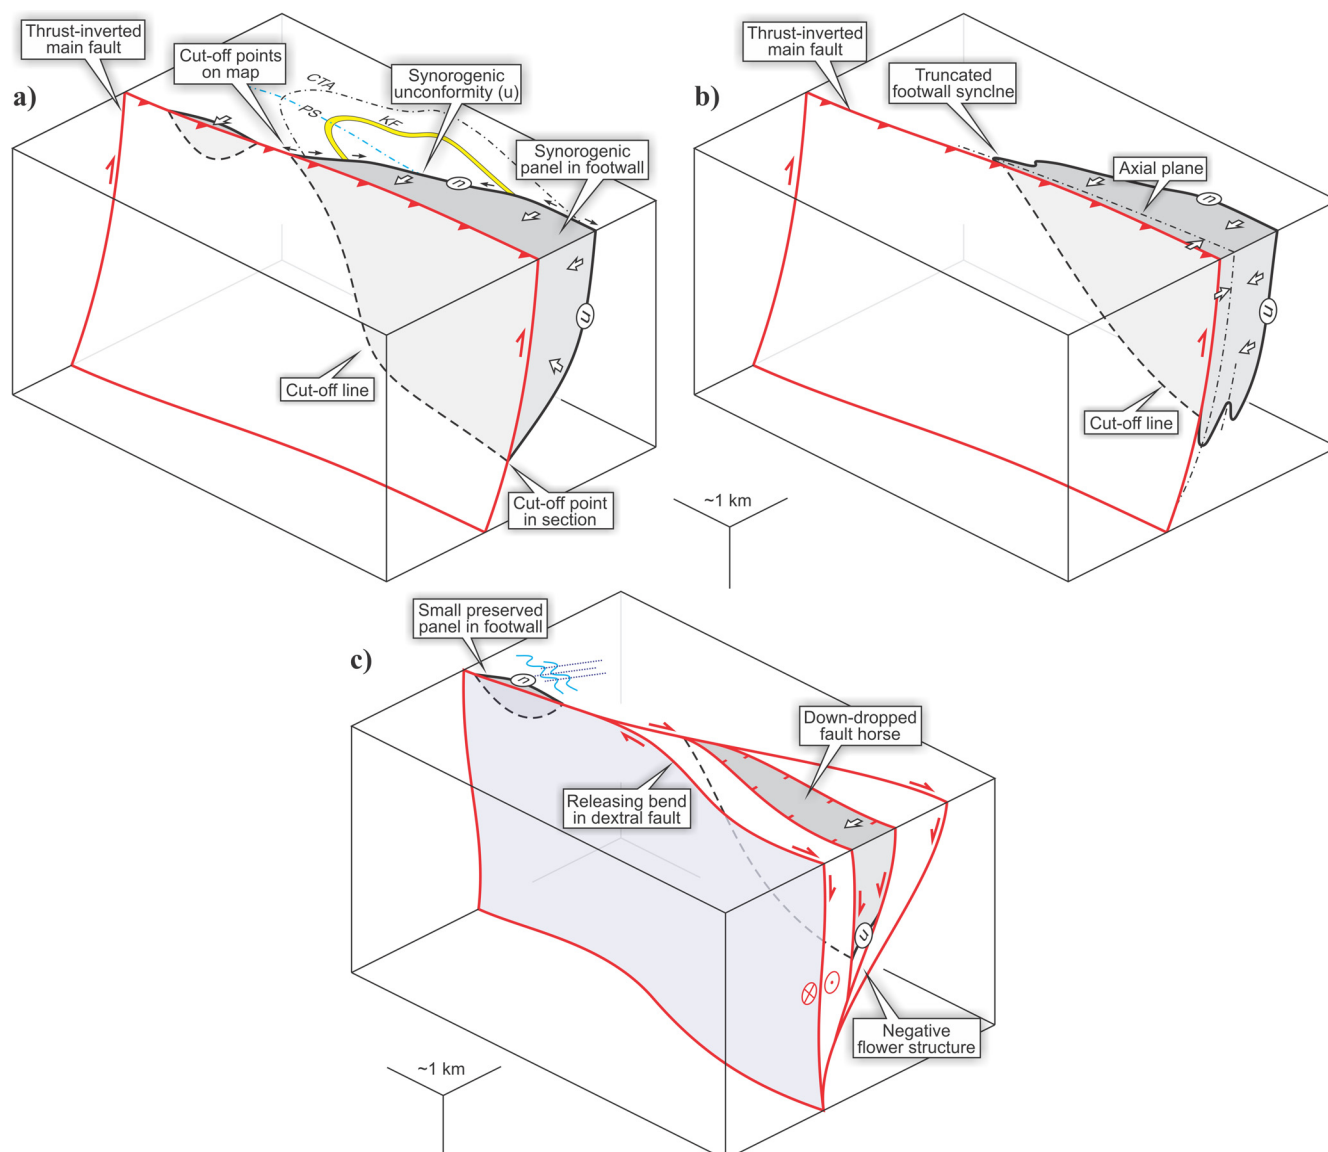 a)
Thrust-inverted
main fault
Cut-off points
on map
CTA
PS
KF
Synorogenic
unconformity (u)
Synorogenic
panel in footwall
u
u
Cut-off line
Cut-off point
in section
~1 km
b)
Thrust-inverted
main fault
Truncated
footwall synclne
Axial plane
u
u
Cut-off line
c)
Small preserved
panel in footwall
u
Down-dropped
fault horse
Releasing bend
in dextral fault
u
Negative
flower structure
~1 km